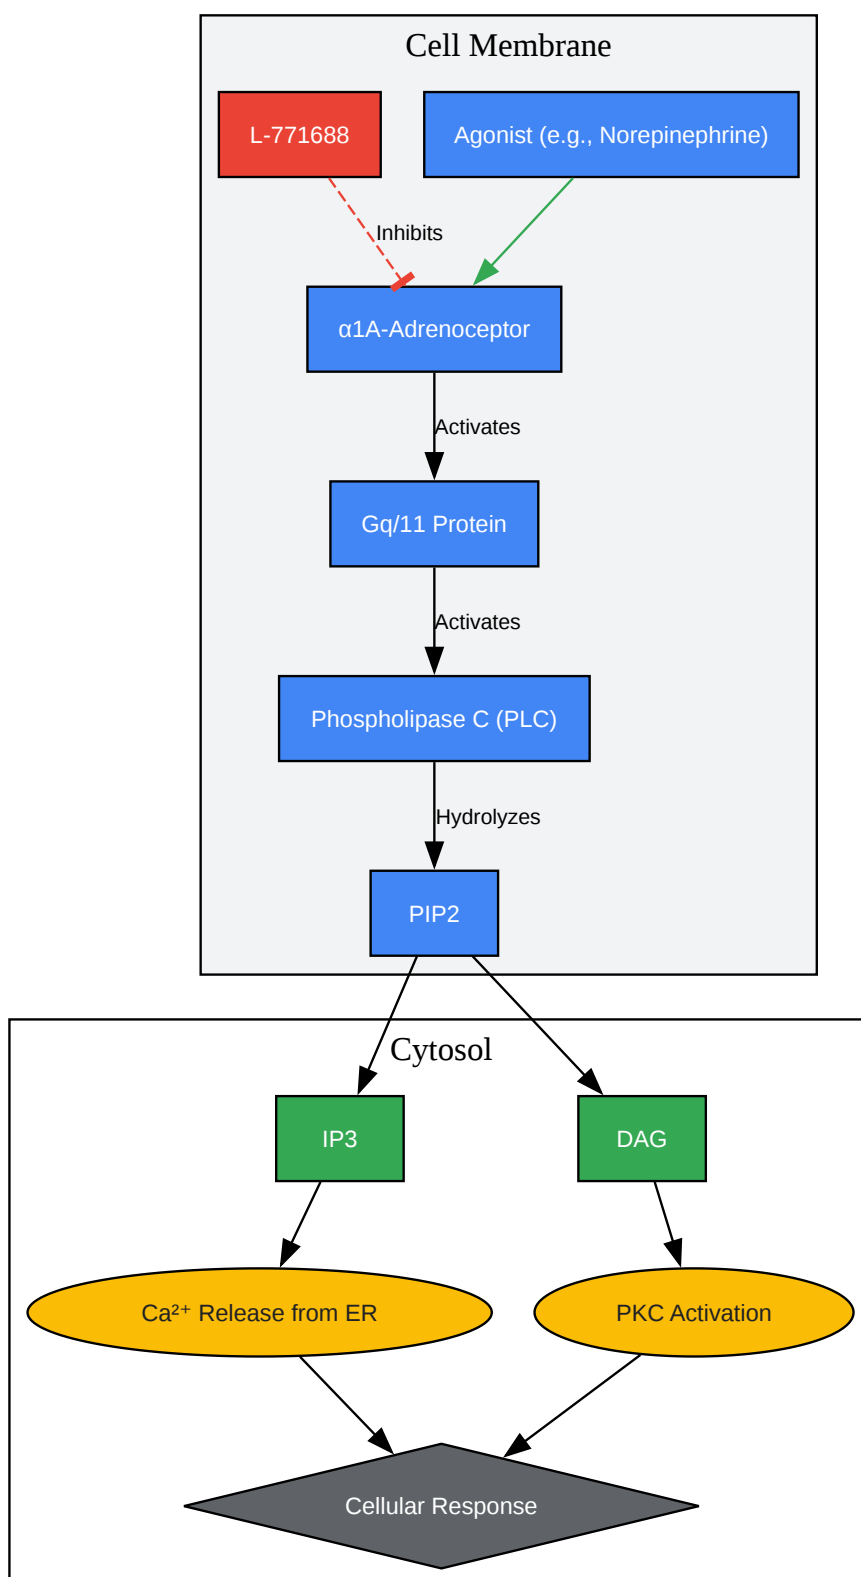 Cell Membrane
L-771688
Agonist (e.g., Norepinephrine)
Inhibits
α1A-Adrenoceptor
Activates
Gq/11 Protein
Activates
Phospholipase C (PLC)
Hydrolyzes
PIP2
Cytosol
IP3
DAG
Ca²⁺ Release from ER
PKC Activation
Cellular Response